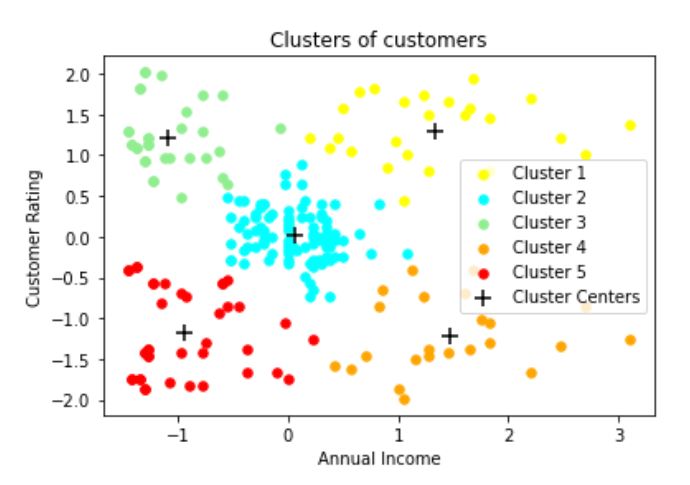 Clusters of customers
Customer Rating
2.0
1.5
1.0
0.5
0.0
−0.5
−1.0
−1.5
−2.0
Cluster 1
Cluster 2
Cluster 3
Cluster 4
Cluster 5
Cluster Centers
−1
0
1
2
3
Annual Income